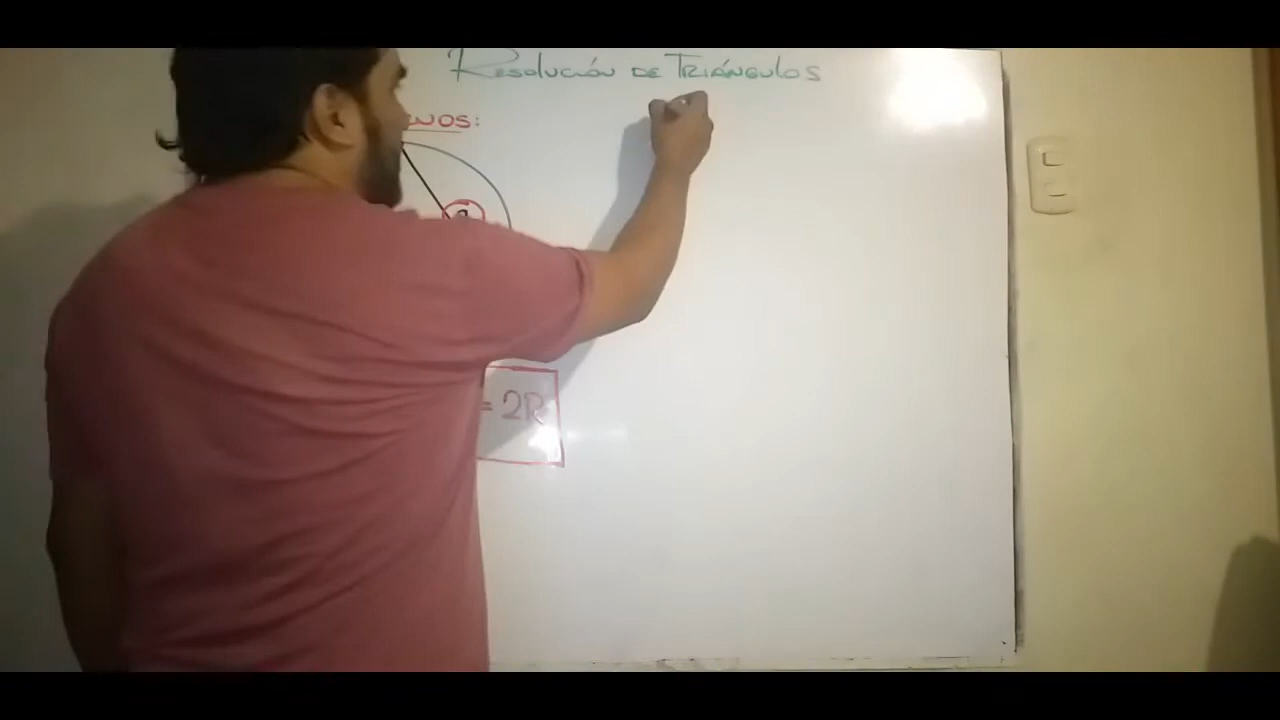 Resolución de Triángulos
nos:
= 2R